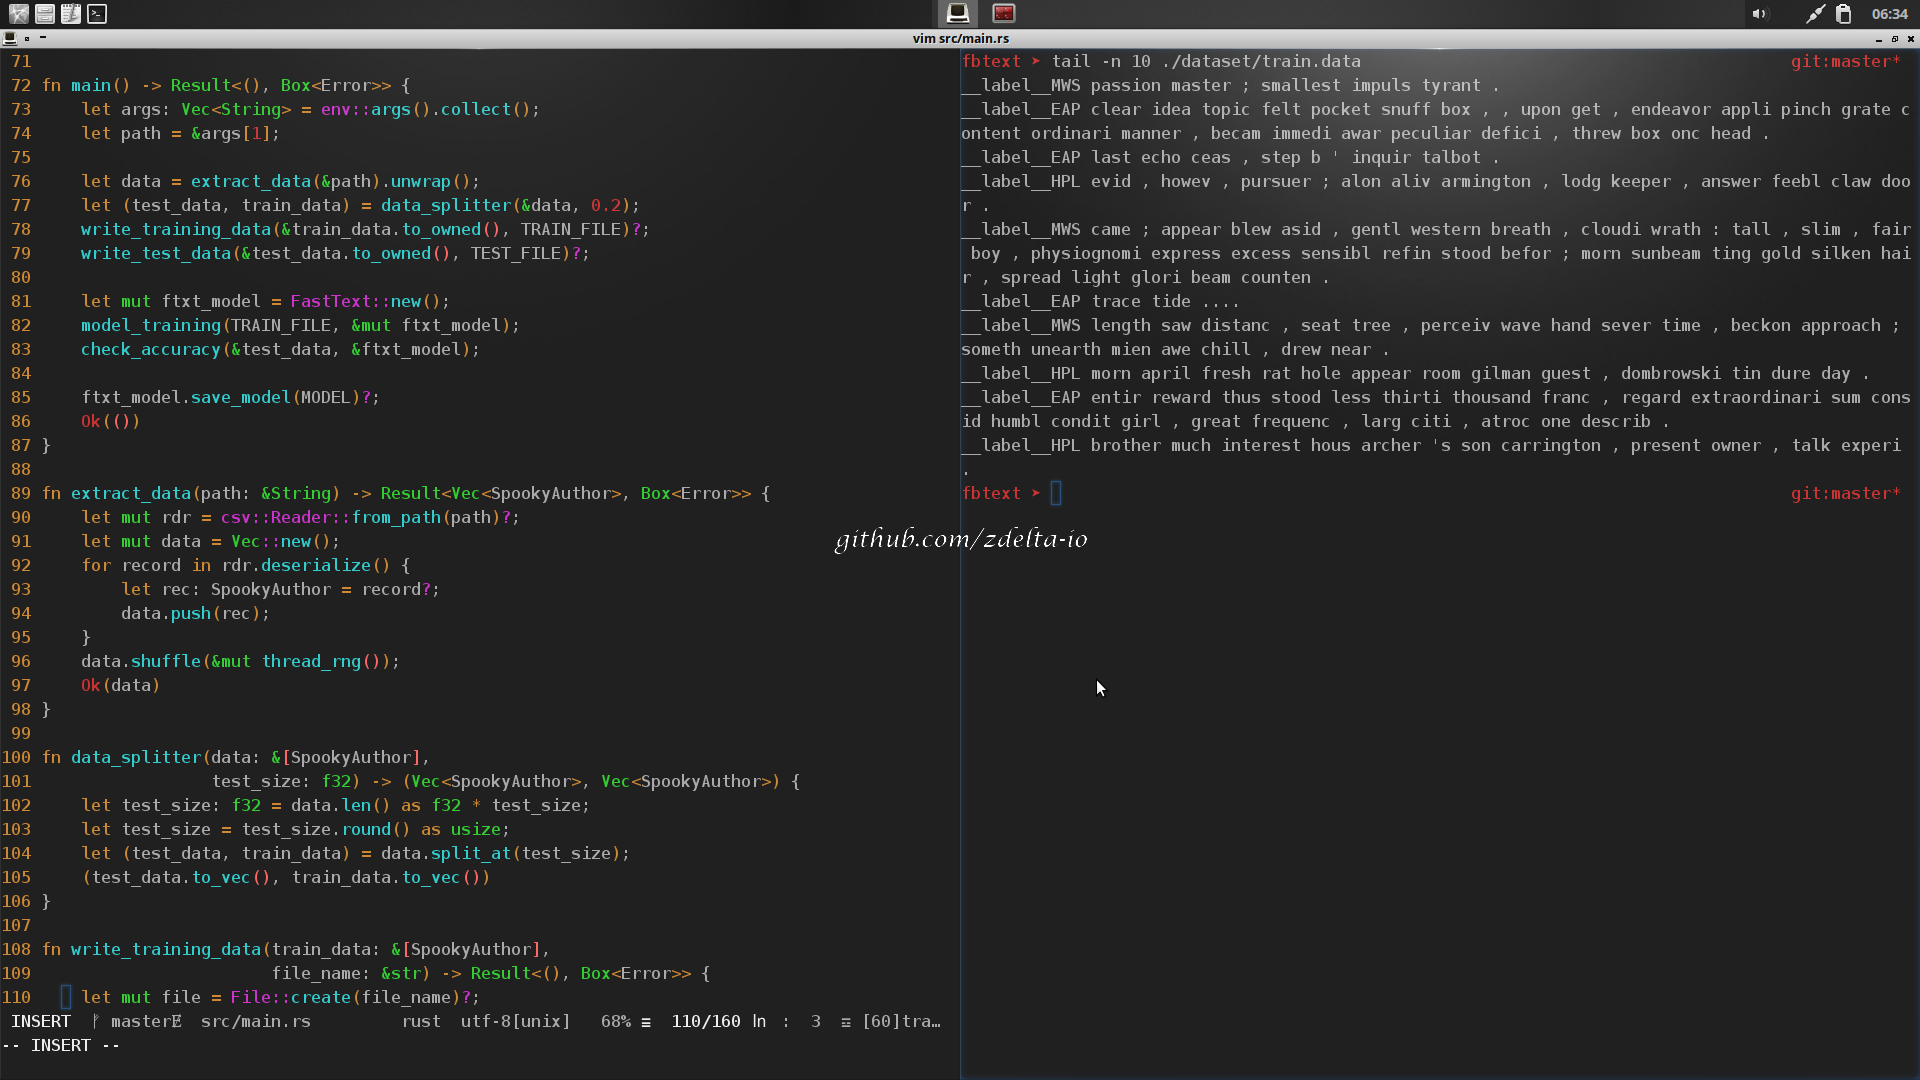 06:34
vim src/main.rs
71
72 fn main() -> Result<(), Box<Error>> {
73     let args: Vec<String> = env::args().collect();
74     let path = &args[1];
75
76     let data = extract_data(&path).unwrap();
77     let (test_data, train_data) = data_splitter(&data, 0.2);
78     write_training_data(&train_data.to_owned(), TRAIN_FILE)?;
79     write_test_data(&test_data.to_owned(), TEST_FILE)?;
80
81     let mut ftxt_model = FastText::new();
82     model_training(TRAIN_FILE, &mut ftxt_model);
83     check_accuracy(&test_data, &ftxt_model);
84
85     ftxt_model.save_model(MODEL)?;
86     Ok(())
87 }
88
89 fn extract_data(path: &String) -> Result<Vec<SpookyAuthor>, Box<Error>> {
90     let mut rdr = csv::Reader::from_path(path)?;
91     let mut data = Vec::new();
92     for record in rdr.deserialize() {
93         let rec: SpookyAuthor = record?;
94         data.push(rec);
95     }
96     data.shuffle(&mut thread_rng());
97     Ok(data)
98 }
99
100 fn data_splitter(data: &[SpookyAuthor],
101                  test_size: f32) -> (Vec<SpookyAuthor>, Vec<SpookyAuthor>) {
102     let test_size: f32 = data.len() as f32 * test_size;
103     let test_size = test_size.round() as usize;
104     let (test_data, train_data) = data.split_at(test_size);
105     (test_data.to_vec(), train_data.to_vec())
106 }
107
108 fn write_training_data(train_data: &[SpookyAuthor],
109                        file_name: &str) -> Result<(), Box<Error>> {
110     let mut file = File::create(file_name)?;
INSERT master src/main.rs rust utf-8[unix] 68% ≡ 110/160 ln : 3 [60]tra…
-- INSERT --
fbtext ➤ tail -n 10 ./dataset/train.data git:master*
__label__MWS passion master ; smallest impuls tyrant .
__label__EAP clear idea topic felt pocket snuff box , , upon get , endeavor appli pinch grate c
ontent ordinari manner , becam immedi awar peculiar defici , threw box onc head .
__label__EAP last echo ceas , step b ' inquir talbot .
__label__HPL evid , howev , pursuer ; alon aliv armington , lodg keeper , answer feebl claw doo
r .
__label__MWS came ; appear blew asid , gentl western breath , cloudi wrath : tall , slim , fair
 boy , physiognomi express excess sensibl refin stood befor ; morn sunbeam ting gold silken hai
r , spread light glori beam counten .
__label__EAP trace tide ....
__label__MWS length saw distanc , seat tree , perceiv wave hand sever time , beckon approach ;
someth unearth mien awe chill , drew near .
__label__HPL morn april fresh rat hole appear room gilman guest , dombrowski tin dure day .
__label__EAP entir reward thus stood less thirti thousand franc , regard extraordinari sum cons
id humbl condit girl , great frequenc , larg citi , atroc one describ .
__label__HPL brother much interest hous archer 's son carrington , present owner , talk experi
.
fbtext ➤ git:master*
github.com/zdelta-io